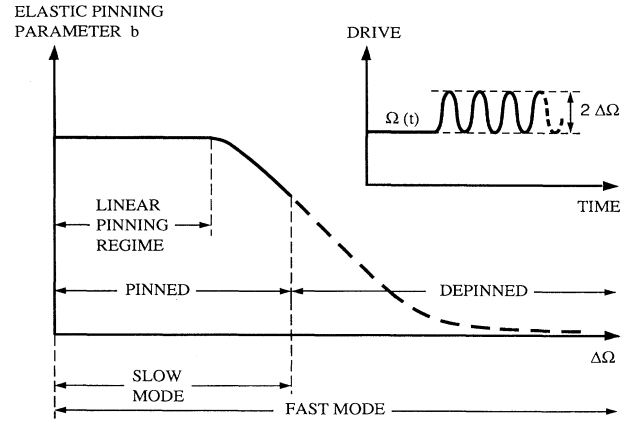 ELASTIC PINNING
PARAMETER b
DRIVE
Ω (t)
2 ΔΩ
TIME
LINEAR
PINNING
REGIME
PINNED
DEPINNED
ΔΩ
SLOW
MODE
FAST MODE